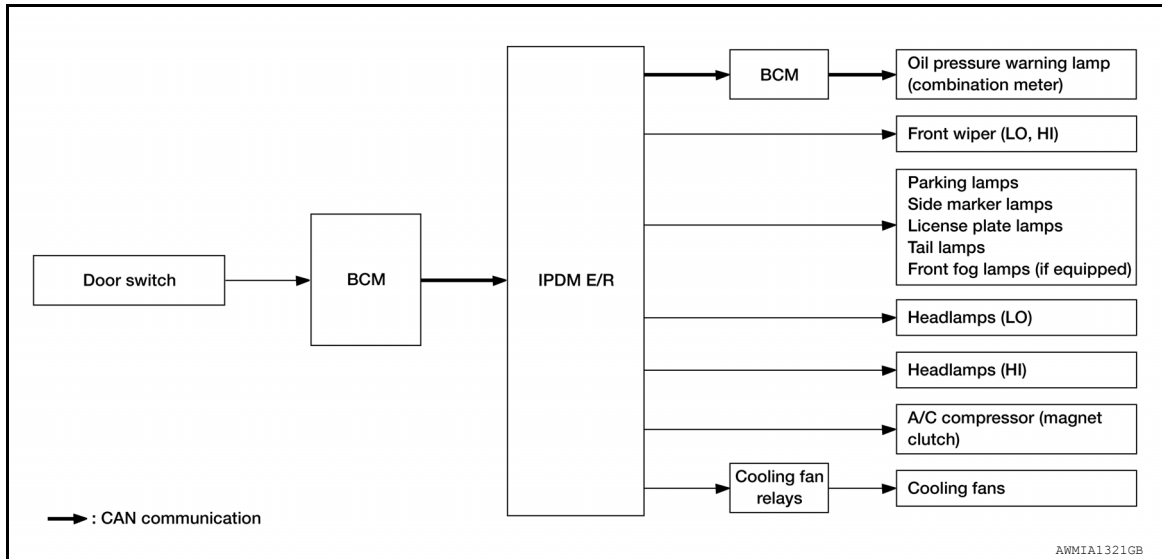 Door switch
BCM
IPDM E/R
BCM
Oil pressure warning lamp
(combination meter)
Front wiper (LO, HI)
Parking lamps
Side marker lamps
License plate lamps
Tail lamps
Front fog lamps (if equipped)
Headlamps (LO)
Headlamps (HI)
A/C compressor (magnet
clutch)
Cooling fan
relays
Cooling fans
: CAN communication
AWMIA1321GB